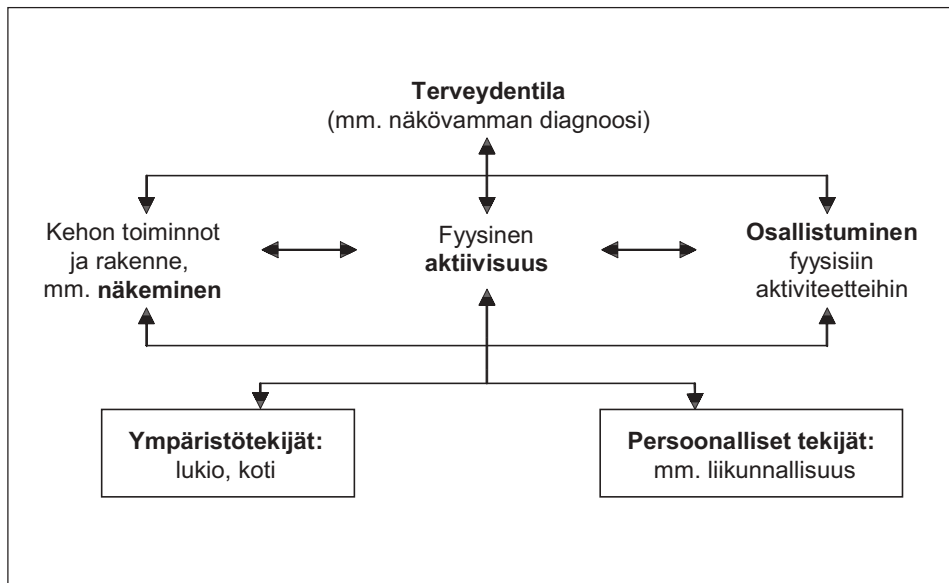 Terveydentila
(mm. näkövamman diagnoosi)
Kehon toiminnot
ja rakenne,
mm. näkeminen
Fyysinen
aktiivisuus
Osallistuminen
fyysisiin
aktiviteetteihin
Ympäristötekijät:
lukio, koti
Persoonalliset tekijät:
mm. liikunnallisuus